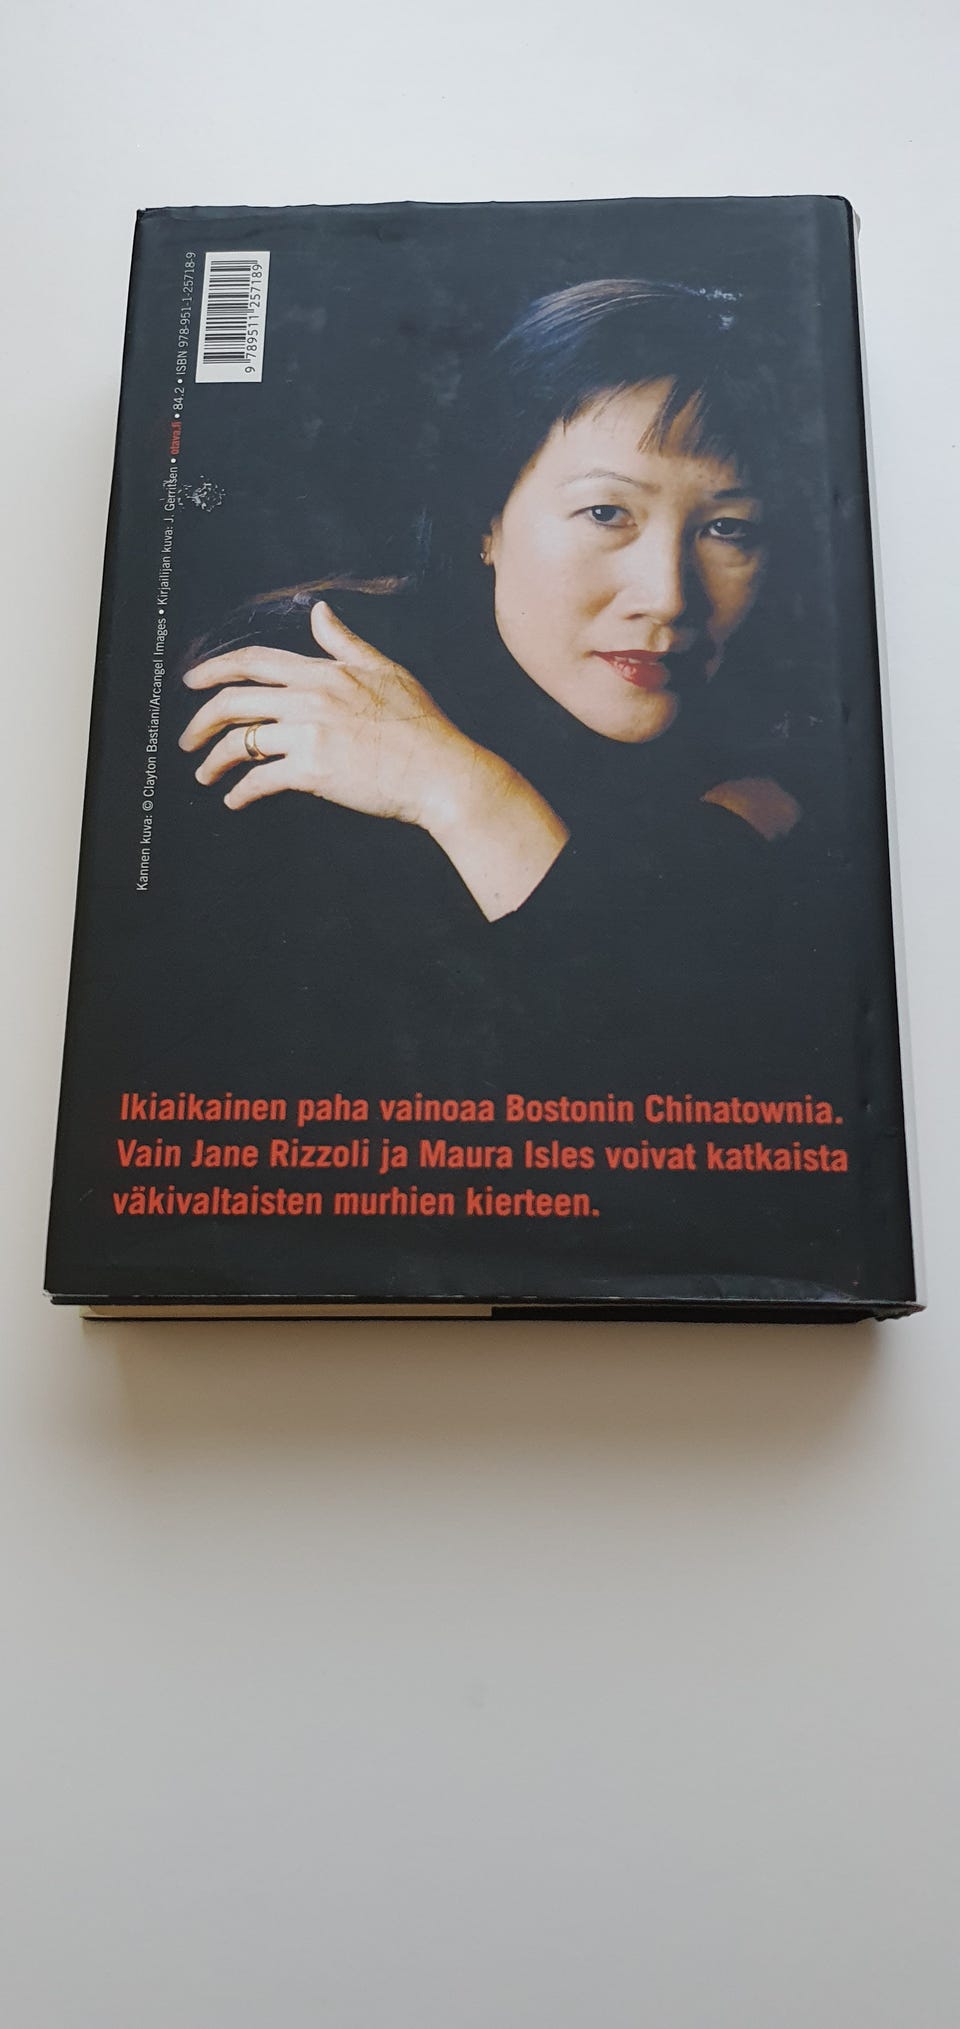 Kannen kuva: © Clayton Bastiani/Arcangel Images • Kirjailijan kuva: J. Gerritsen • otava.fi • 84.2 • ISBN 978-951-1-25718-9
9 789511 257189
Ikiaikainen paha vainoaa Bostonin Chinatownia.
Vain Jane Rizzoli ja Maura Isles voivat katkaista
väkivaltaisten murhien kierteen.